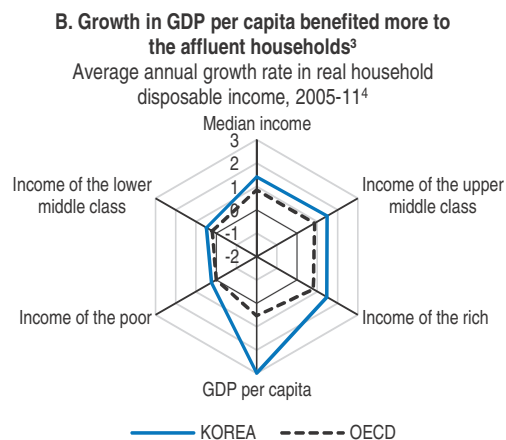 B. Growth in GDP per capita benefited more to
the affluent households³
Average annual growth rate in real household
disposable income, 2005-11⁴
Median income
3
2
1
0
-1
-2
Income of the lower
middle class
Income of the upper
middle class
Income of the poor
Income of the rich
GDP per capita
KOREA
OECD